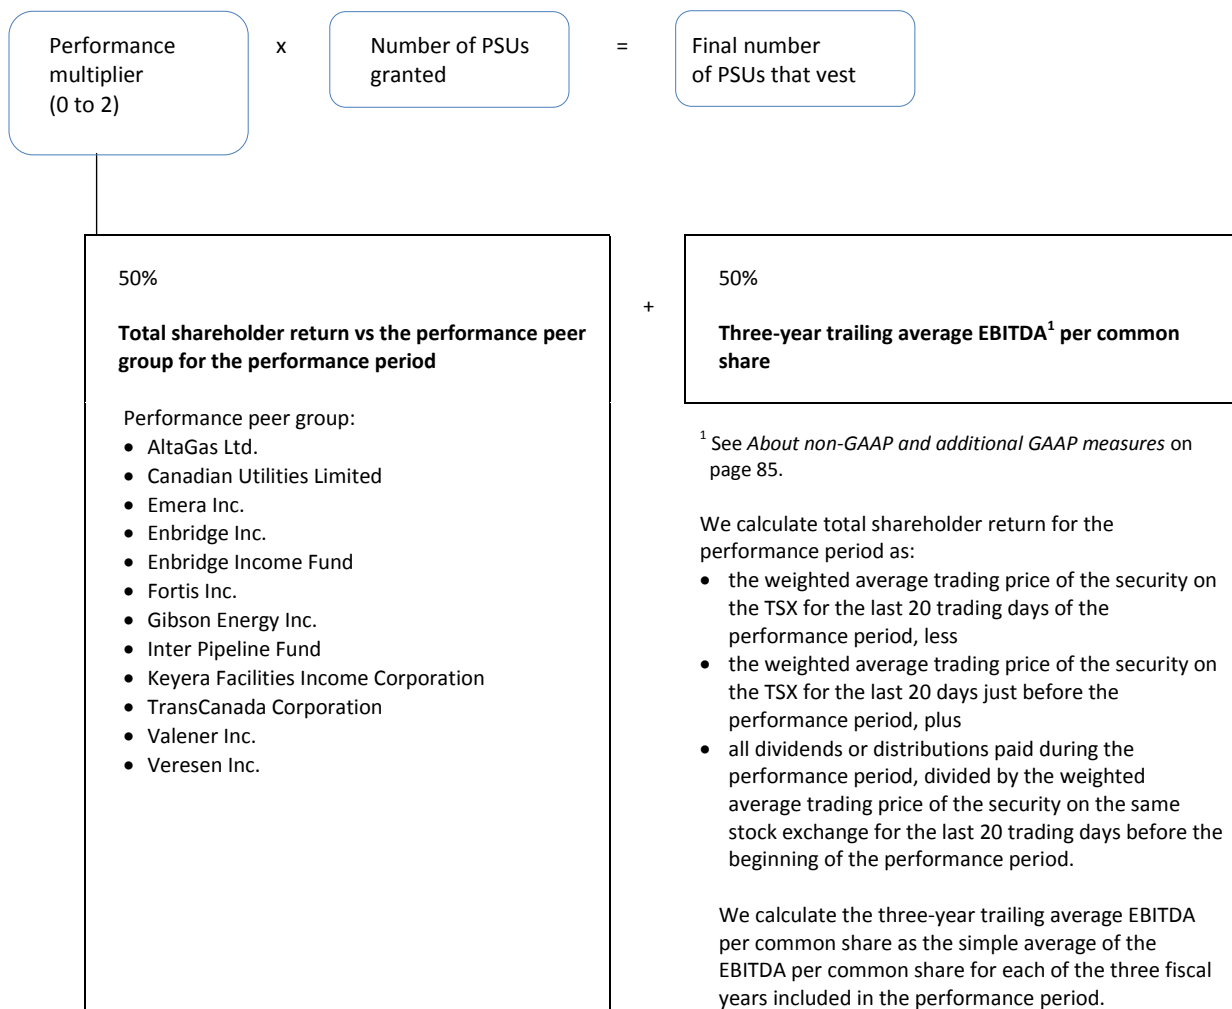 Performance
multiplier
(0 to 2)
x
Number of PSUs
granted
=
Final number
of PSUs that vest
50%
Total shareholder return vs the performance peer
group for the performance period
Performance peer group:
• AltaGas Ltd.
• Canadian Utilities Limited
• Emera Inc.
• Enbridge Inc.
• Enbridge Income Fund
• Fortis Inc.
• Gibson Energy Inc.
• Inter Pipeline Fund
• Keyera Facilities Income Corporation
• TransCanada Corporation
• Valener Inc.
• Veresen Inc.
+
50%
Three-year trailing average EBITDA1 per common
share
1 See About non-GAAP and additional GAAP measures on
page 85.
We calculate total shareholder return for the
performance period as:
• the weighted average trading price of the security on
the TSX for the last 20 trading days of the
performance period, less
• the weighted average trading price of the security on
the TSX for the last 20 days just before the
performance period, plus
• all dividends or distributions paid during the
performance period, divided by the weighted
average trading price of the security on the same
stock exchange for the last 20 trading days before the
beginning of the performance period.
We calculate the three-year trailing average EBITDA
per common share as the simple average of the
EBITDA per common share for each of the three fiscal
years included in the performance period.